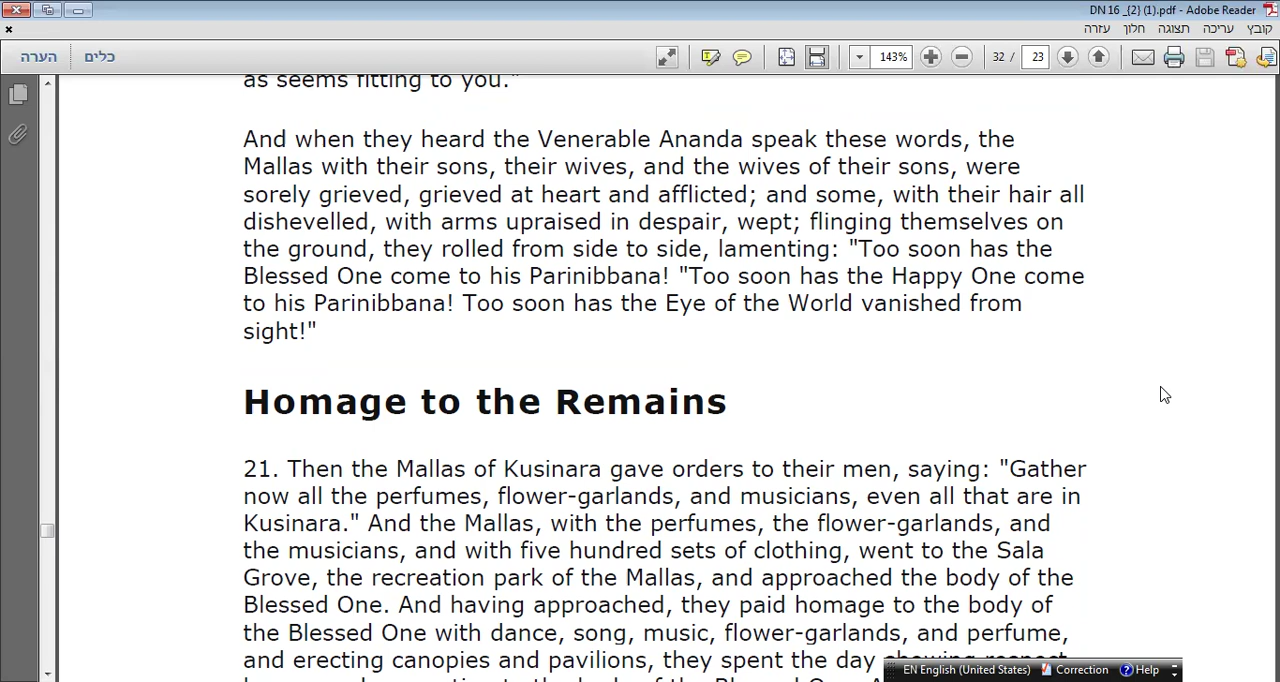 DN 16 _{2} (1).pdf - Adobe Reader
קובץ עריכה תצוגה חלון עזרה
הערה כלים 143% 32 / 23
as seems fitting to you."
And when they heard the Venerable Ananda speak these words, the
Mallas with their sons, their wives, and the wives of their sons, were
sorely grieved, grieved at heart and afflicted; and some, with their hair all
dishevelled, with arms upraised in despair, wept; flinging themselves on
the ground, they rolled from side to side, lamenting: "Too soon has the
Blessed One come to his Parinibbana! "Too soon has the Happy One come
to his Parinibbana! Too soon has the Eye of the World vanished from
sight!"
Homage to the Remains
21. Then the Mallas of Kusinara gave orders to their men, saying: "Gather
now all the perfumes, flower-garlands, and musicians, even all that are in
Kusinara." And the Mallas, with the perfumes, the flower-garlands, and
the musicians, and with five hundred sets of clothing, went to the Sala
Grove, the recreation park of the Mallas, and approached the body of the
Blessed One. And having approached, they paid homage to the body of
the Blessed One with dance, song, music, flower-garlands, and perfume,
and erecting canopies and pavilions, they spent the day showing respect,
EN English (United States) Correction Help